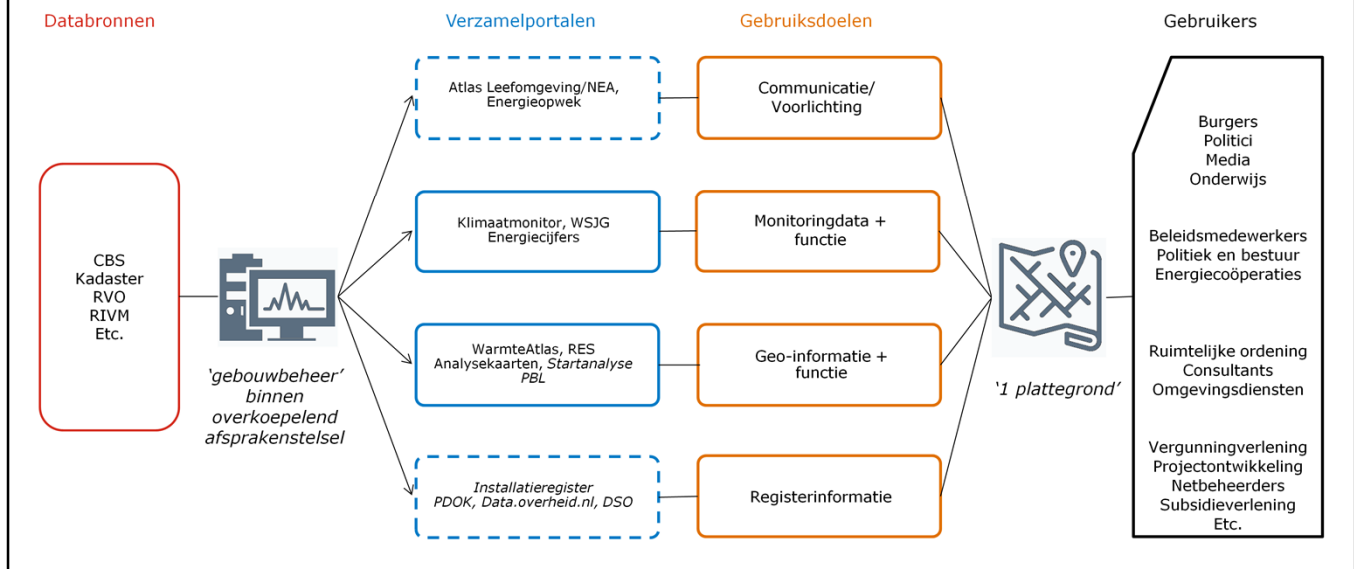 Databronnen
Verzamelportalen
Gebruiksdoelen
Gebruikers
CBS
Kadaster
RVO
RIVM
Etc.
‘gebouwbeheer’
binnen
overkoepelend
afsprakenstelsel
Atlas Leefomgeving/NEA,
Energieopwek
Communicatie/
Voorlichting
Klimaatmonitor, WSJG
Energiecijfers
Monitoringdata +
functie
WarmteAtlas, RES
Analysekaarten, Startanalyse
PBL
Geo-informatie +
functie
Installatieregister
PDOK, Data.overheid.nl, DSO
Registerinformatie
‘1 plattegrond’
Burgers
Politici
Media
Onderwijs
Beleidsmedewerkers
Politiek en bestuur
Energiecoöperaties
Ruimtelijke ordening
Consultants
Omgevingsdiensten
Vergunningverlening
Projectontwikkeling
Netbeheerders
Subsidieverlening
Etc.